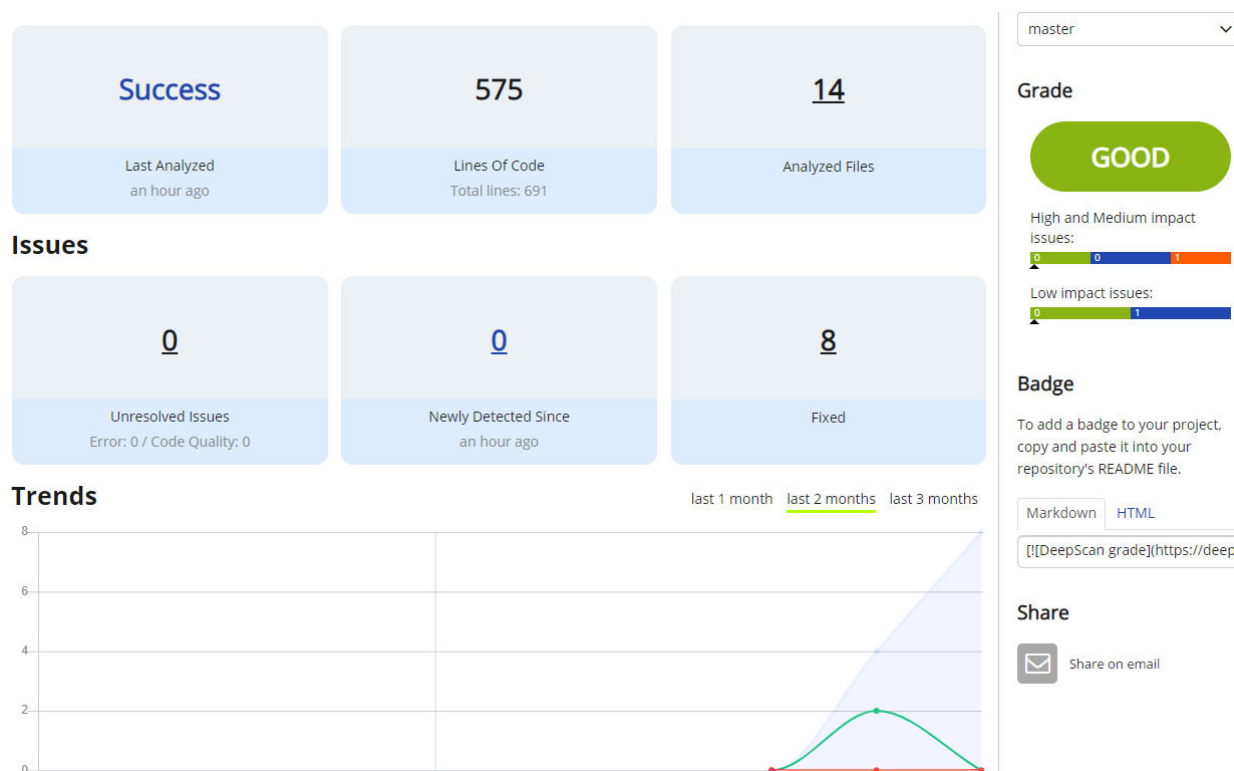 master
Success
575
14
Last Analyzed
an hour ago
Lines Of Code
Total lines: 691
Analyzed Files
Grade
GOOD
High and Medium impact
issues:
0 0 1
Low impact issues:
0 1
Issues
0
0
8
Unresolved Issues
Error: 0 / Code Quality: 0
Newly Detected Since
an hour ago
Fixed
Badge
To add a badge to your project,
copy and paste it into your
repository's README file.
Markdown HTML
[![DeepScan grade](https://deep
Trends
last 1 month last 2 months last 3 months
8
6
4
2
0
Share
Share on email